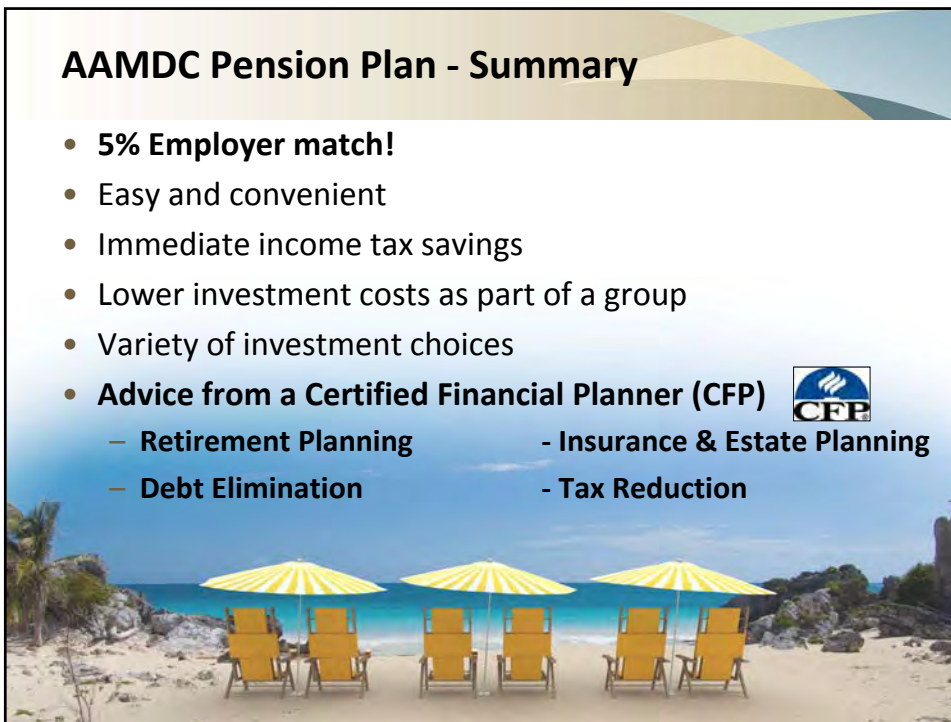 AAMDC Pension Plan - Summary
• 5% Employer match!
• Easy and convenient
• Immediate income tax savings
• Lower investment costs as part of a group
• Variety of investment choices
• Advice from a Certified Financial Planner (CFP) CFP®
– Retirement Planning - Insurance & Estate Planning
– Debt Elimination - Tax Reduction